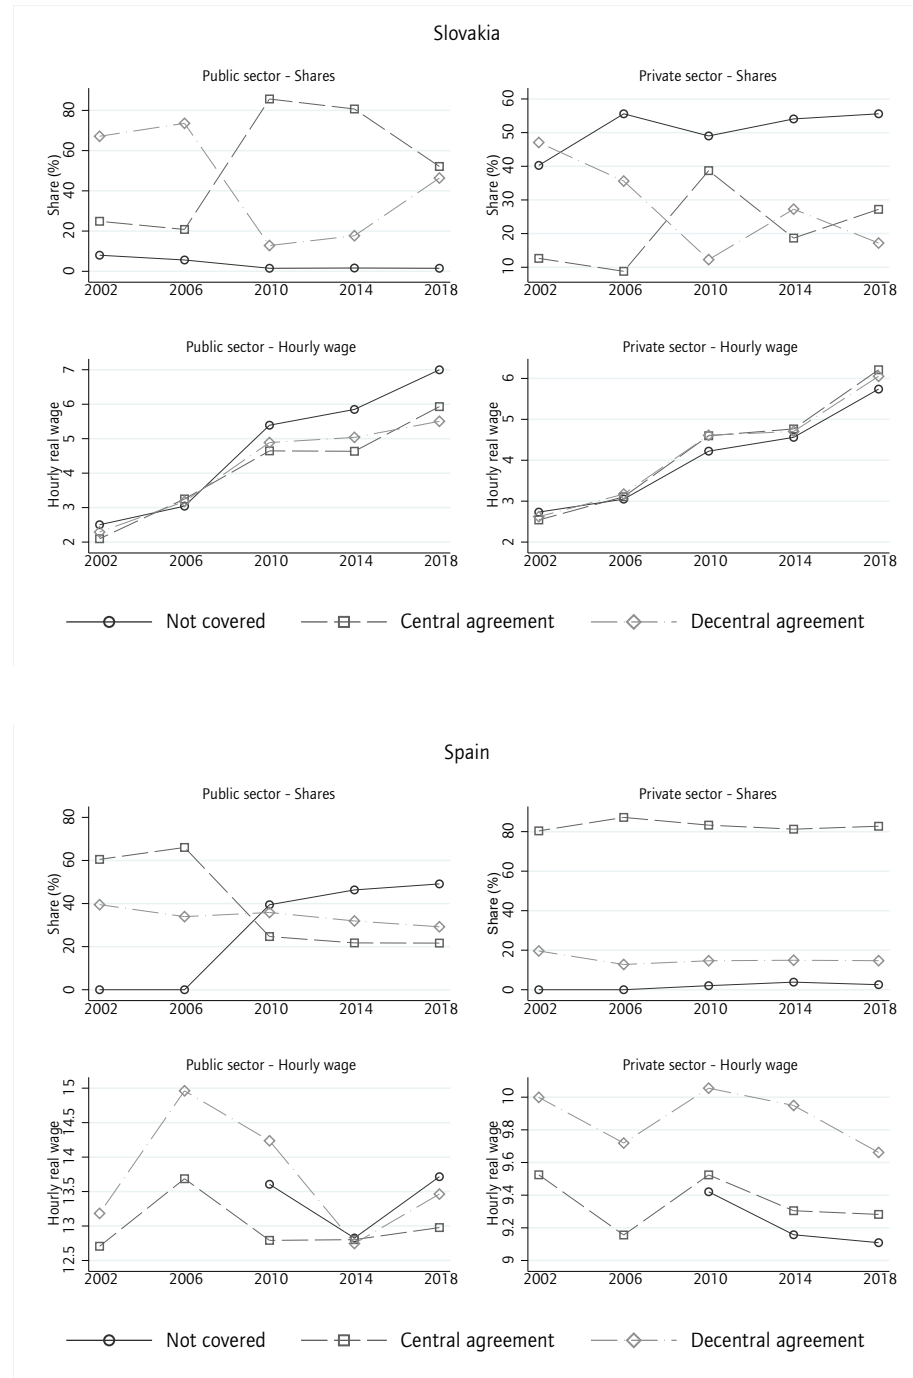 Slovakia
Public sector - Shares
Share (%)
0 20 40 60 80
2002 2006 2010 2014 2018
Private sector - Shares
Share (%)
10 20 30 40 50 60
2002 2006 2010 2014 2018
Public sector - Hourly wage
Hourly real wage
2 3 4 5 6 7
2002 2006 2010 2014 2018
Private sector - Hourly wage
Hourly real wage
2 3 4 5 6
2002 2006 2010 2014 2018
Not covered Central agreement Decentral agreement
Spain
Public sector - Shares
Share (%)
0 20 40 60 80
2002 2006 2010 2014 2018
Private sector - Shares
Share (%)
0 20 40 60 80
2002 2006 2010 2014 2018
Public sector - Hourly wage
Hourly real wage
12.5 13 13.5 14 14.5 15
2002 2006 2010 2014 2018
Private sector - Hourly wage
Hourly real wage
9 9.2 9.4 9.6 9.8 10
2002 2006 2010 2014 2018
Not covered Central agreement Decentral agreement